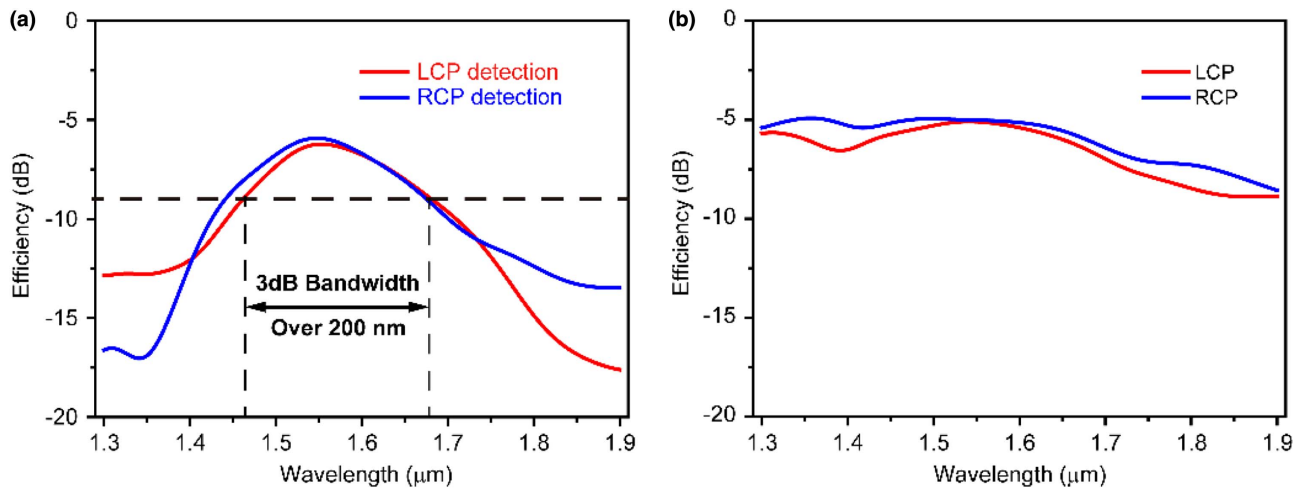 (a)
Efficiency (dB)
0
-5
-10
-15
-20
LCP detection
RCP detection
3dB Bandwidth
Over 200 nm
1.3 1.4 1.5 1.6 1.7 1.8 1.9
Wavelength (μm)
(b)
Efficiency (dB)
0
-5
-10
-15
-20
LCP
RCP
1.3 1.4 1.5 1.6 1.7 1.8 1.9
Wavelength (μm)